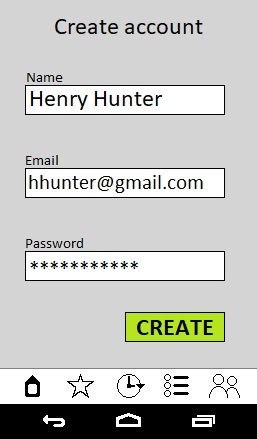 Create account
Name
Henry Hunter
Email
hhunter@gmail.com
Password
***********
CREATE